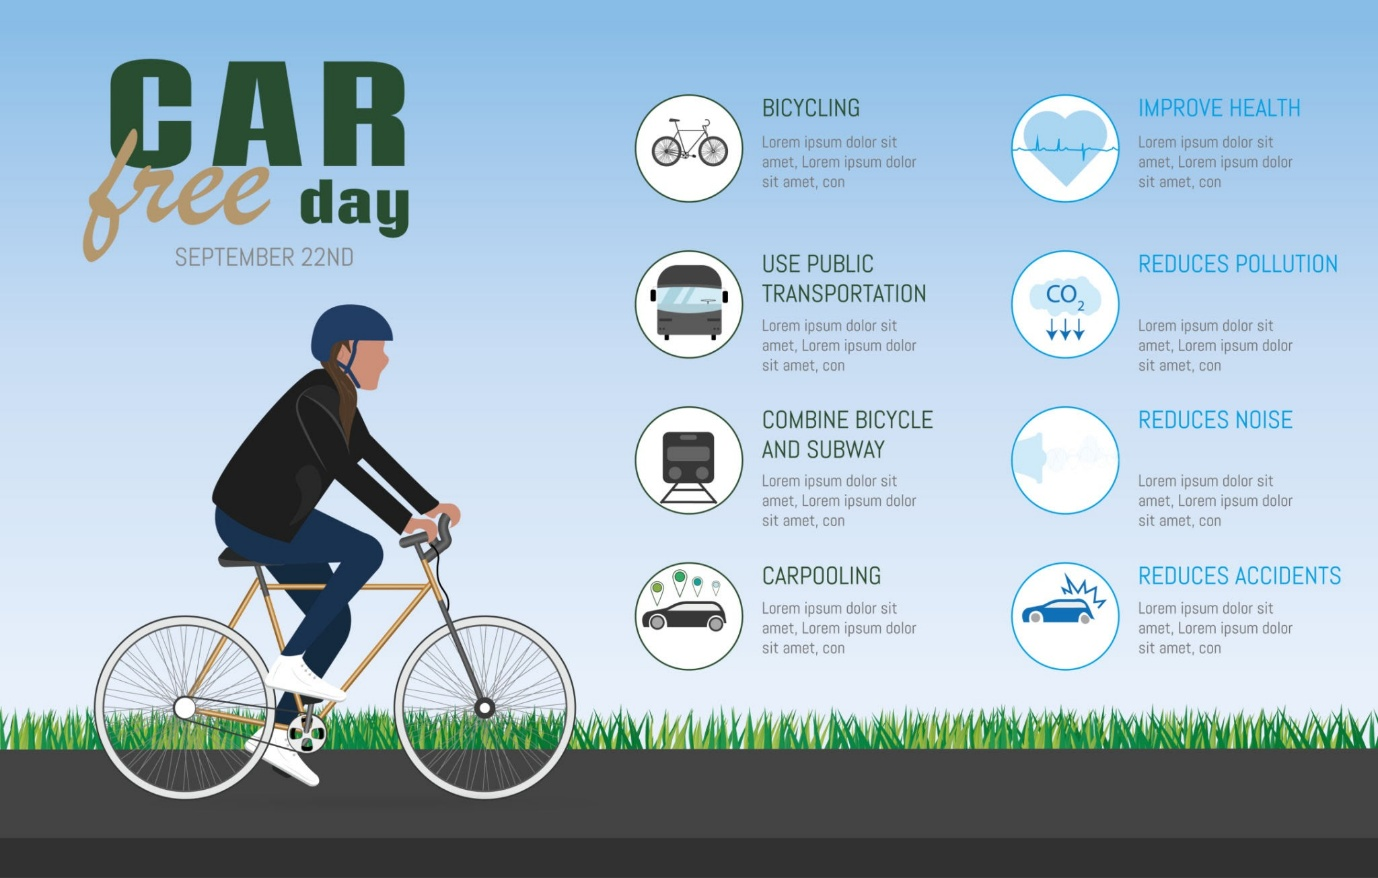 CAR
free day
SEPTEMBER 22ND
BICYCLING
Lorem ipsum dolor sit
amet, Lorem ipsum dolor
sit amet, con
USE PUBLIC
TRANSPORTATION
Lorem ipsum dolor sit
amet, Lorem ipsum dolor
sit amet, con
COMBINE BICYCLE
AND SUBWAY
Lorem ipsum dolor sit
amet, Lorem ipsum dolor
sit amet, con
CARPOOLING
Lorem ipsum dolor sit
amet, Lorem ipsum dolor
sit amet, con
IMPROVE HEALTH
Lorem ipsum dolor sit
amet, Lorem ipsum dolor
sit amet, con
REDUCES POLLUTION
CO₂
Lorem ipsum dolor sit
amet, Lorem ipsum dolor
sit amet, con
REDUCES NOISE
Lorem ipsum dolor sit
amet, Lorem ipsum dolor
sit amet, con
REDUCES ACCIDENTS
Lorem ipsum dolor sit
amet, Lorem ipsum dolor
sit amet, con